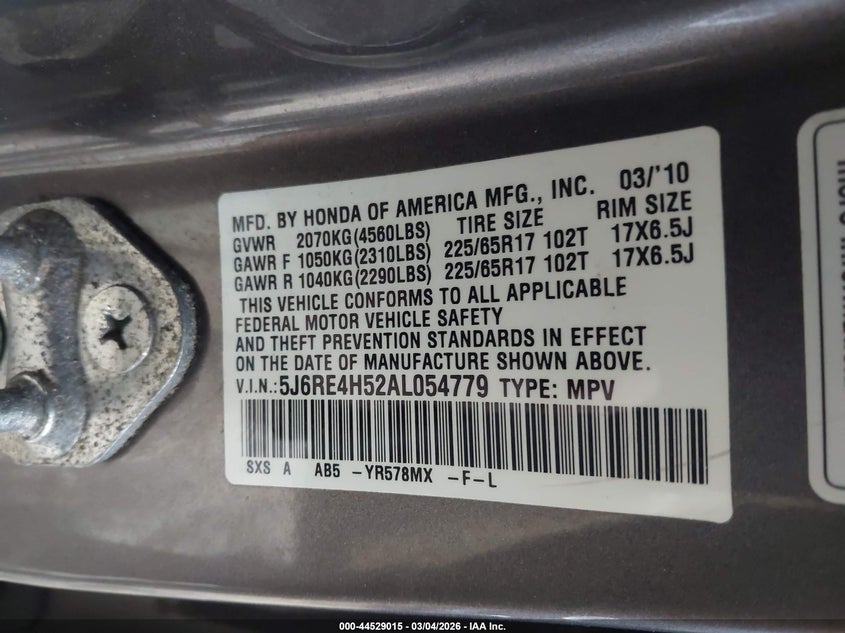 MFD. BY HONDA OF AMERICA MFG., INC. 03/'10
GVWR 2070KG(4560LBS) TIRE SIZE RIM SIZE
GAWR F 1050KG(2310LBS) 225/65R17 102T 17X6.5J
GAWR R 1040KG(2290LBS) 225/65R17 102T 17X6.5J
THIS VEHICLE CONFORMS TO ALL APPLICABLE
FEDERAL MOTOR VEHICLE SAFETY
AND THEFT PREVENTION STANDARDS IN EFFECT
ON THE DATE OF MANUFACTURE SHOWN ABOVE.
V.I.N.: 5J6RE4H52AL054779 TYPE: MPV
SXS A AB5 -YR578MX -F-L
000-44529015 - 03/04/2026 - IAA Inc.